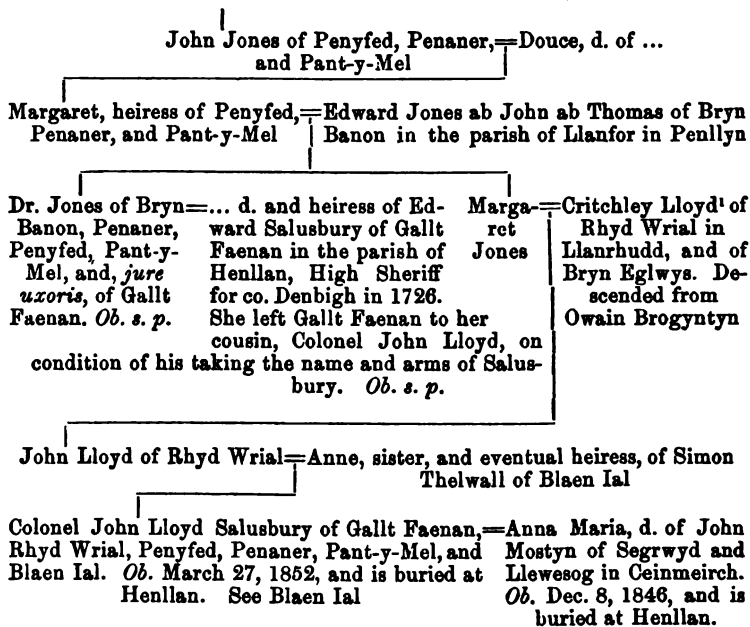 John Jones of Penyfed, Penaner,=Douce, d. of ...
and Pant-y-Mel
Margaret, heiress of Penyfed,=Edward Jones ab John ab Thomas of Bryn
Penaner, and Pant-y-Mel
Banon in the parish of Llanfor in Penllyn
Dr. Jones of Bryn=... d. and heiress of Ed-
Banon, Penaner,
Penyfed, Pant-y-
Mel, and, jure
uxoris, of Gallt
Faenan. Ob. s. p.
ward Salusbury of Gallt
Faenan in the parish of
Henllan, High Sheriff
for co. Denbigh in 1726.
She left Gallt Faenan to her
cousin, Colonel John Lloyd, on
condition of his taking the name and arms of Salus-
bury. Ob. s. p.
Marga-=Critchley Lloyd¹ of
ret
Jones
Rhyd Wrial in
Llanrhudd, and of
Bryn Eglwys. De-
scended from
Owain Brogyntyn
John Lloyd of Rhyd Wrial=Anne, sister, and eventual heiress, of Simon
Thelwall of Blaen Ial
Colonel John Lloyd Salusbury of Gallt Faenan,=Anna Maria, d. of John
Rhyd Wrial, Penyfed, Penaner, Pant-y-Mel, and
Blaen Ial. Ob. March 27, 1852, and is buried at
Henllan. See Blaen Ial
Mostyn of Segrwyd and
Llewesog in Ceinmeirch.
Ob. Dec. 8, 1846, and is
buried at Henllan.